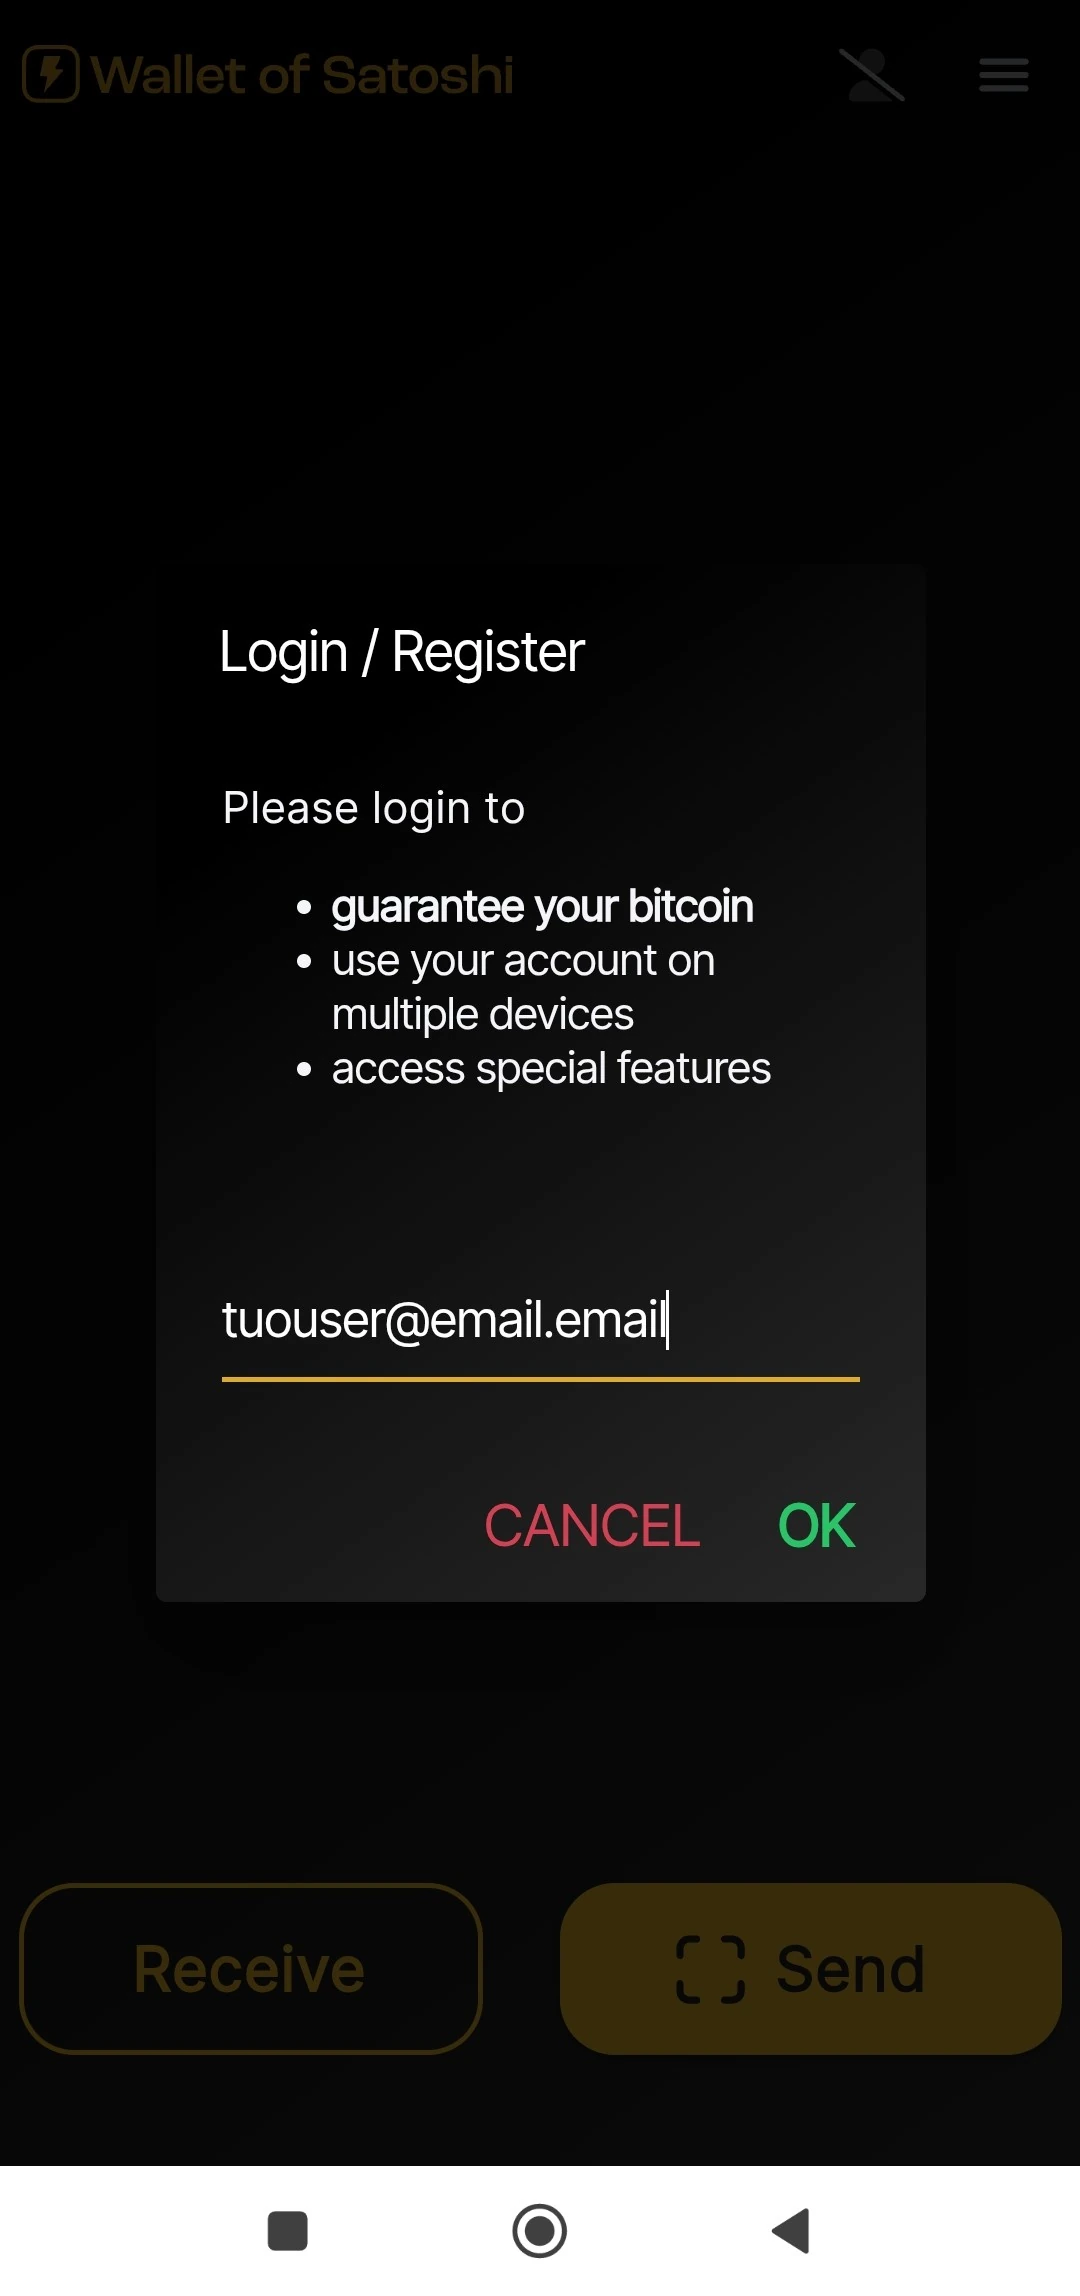 Wallet of Satoshi
Login / Register
Please login to
• guarantee your bitcoin
• use your account on
multiple devices
• access special features
tuouser@email.email
CANCEL OK
Receive Send